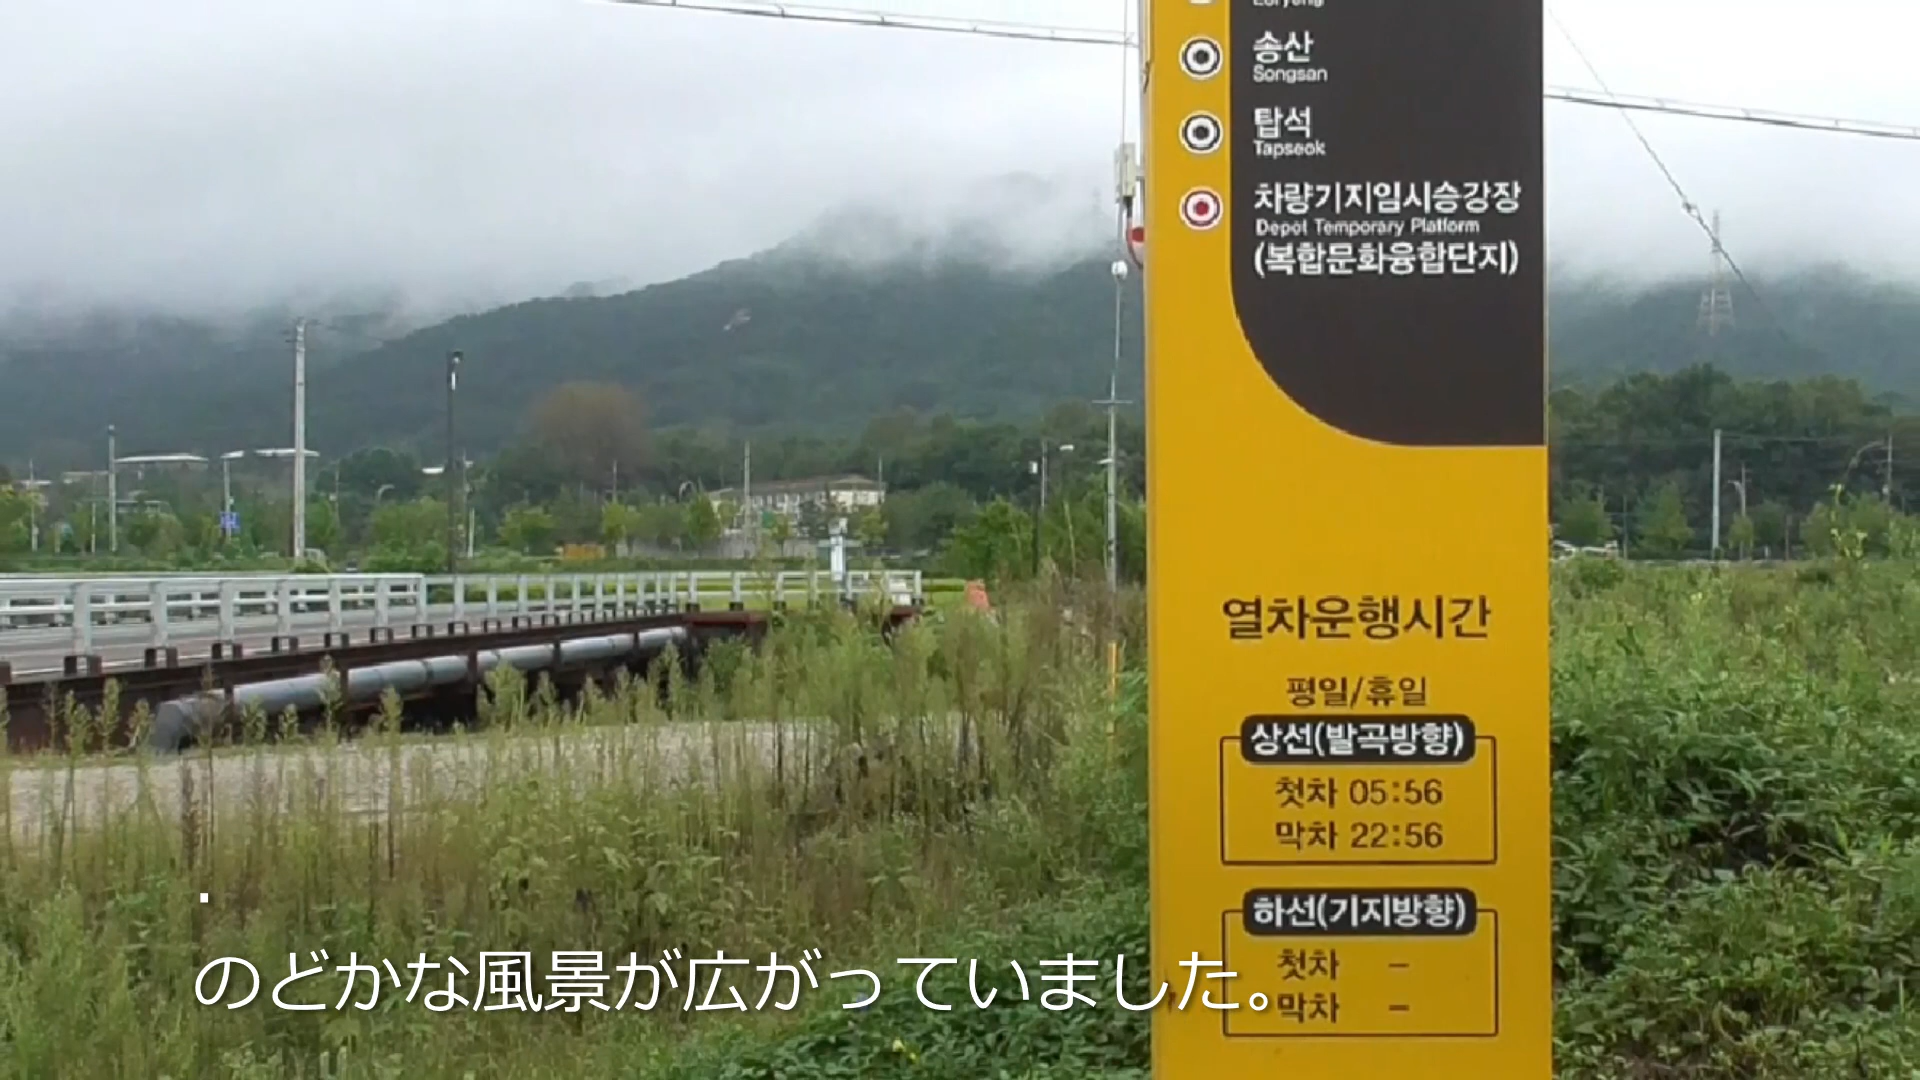 Eoryong
송산
Songsan
탑석
Tapseok
차량기지임시승강장
Depot Temporary Platform
(복합문화융합단지)
열차운행시간
평일/휴일
상선(발곡방향)
첫차 05:56
막차 22:56
하선(기지방향)
첫차 -
막차 -
.
のどかな風景が広がっていました。